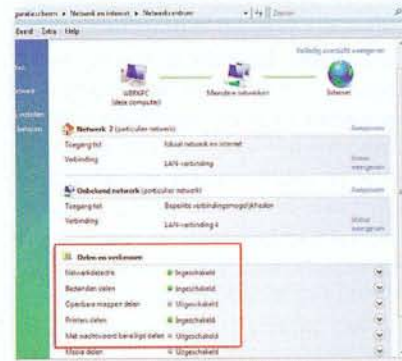 Netwerk en internet ▸ Netwerkcentrum
Zoeken
Beeld Extra Help
Volledig overzicht weergeven
WERKPC
(deze computer)
Meerdere netwerken
Internet
Netwerk 2 (particulier netwerk)
Aanpassen
Toegang tot
Lokaal netwerk en internet
Verbinding
LAN-verbinding
Status weergeven
Onbekend netwerk (particulier netwerk)
Aanpassen
Toegang tot
Beperkte verbindingsmogelijkheden
Verbinding
LAN-verbinding 4
Status weergeven
Delen en verkennen
Netwerkdetectie Ingeschakeld
Bestanden delen Ingeschakeld
Openbare mappen delen Uitgeschakeld
Printers delen Ingeschakeld
Met wachtwoord beveiligd delen Uitgeschakeld
Media delen Uitgeschakeld